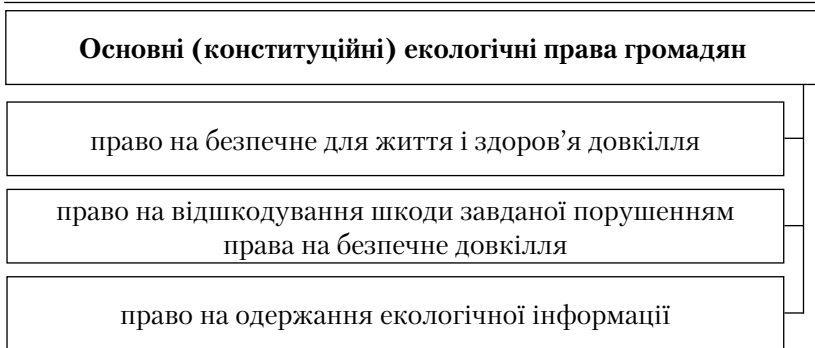 Основні (конституційні) екологічні права громадян
право на безпечне для життя і здоров’я довкілля
право на відшкодування шкоди завданої порушенням
права на безпечне довкілля
право на одержання екологічної інформації